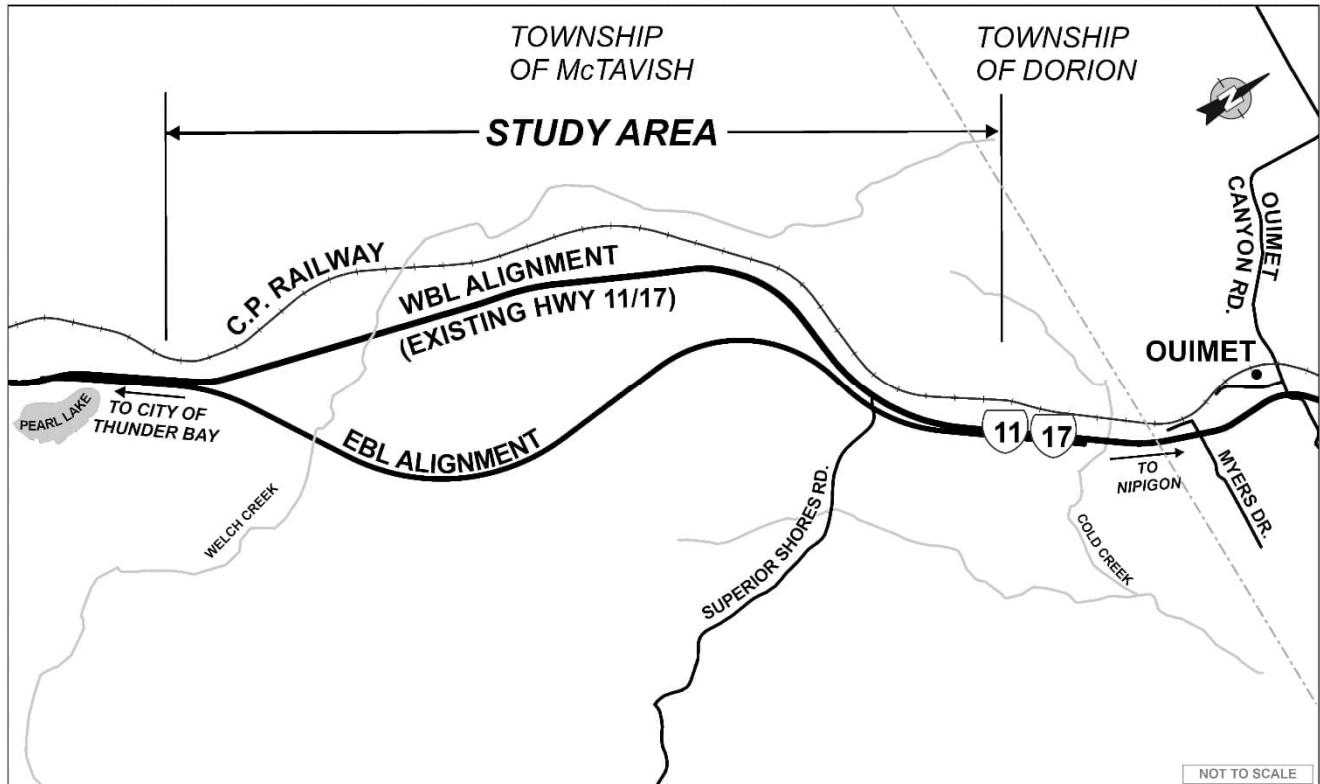 TOWNSHIP
OF McTAVISH
TOWNSHIP
OF DORION
N
STUDY AREA
C.P. RAILWAY
WBL ALIGNMENT
(EXISTING HWY 11/17)
OUIMET
CANYON RD.
OUIMET
PEARL LAKE
TO CITY OF
THUNDER BAY
EBL ALIGNMENT
11
17
TO
NIPIGON
MYERS DR.
WELCH CREEK
SUPERIOR SHORES RD.
COLD CREEK
NOT TO SCALE